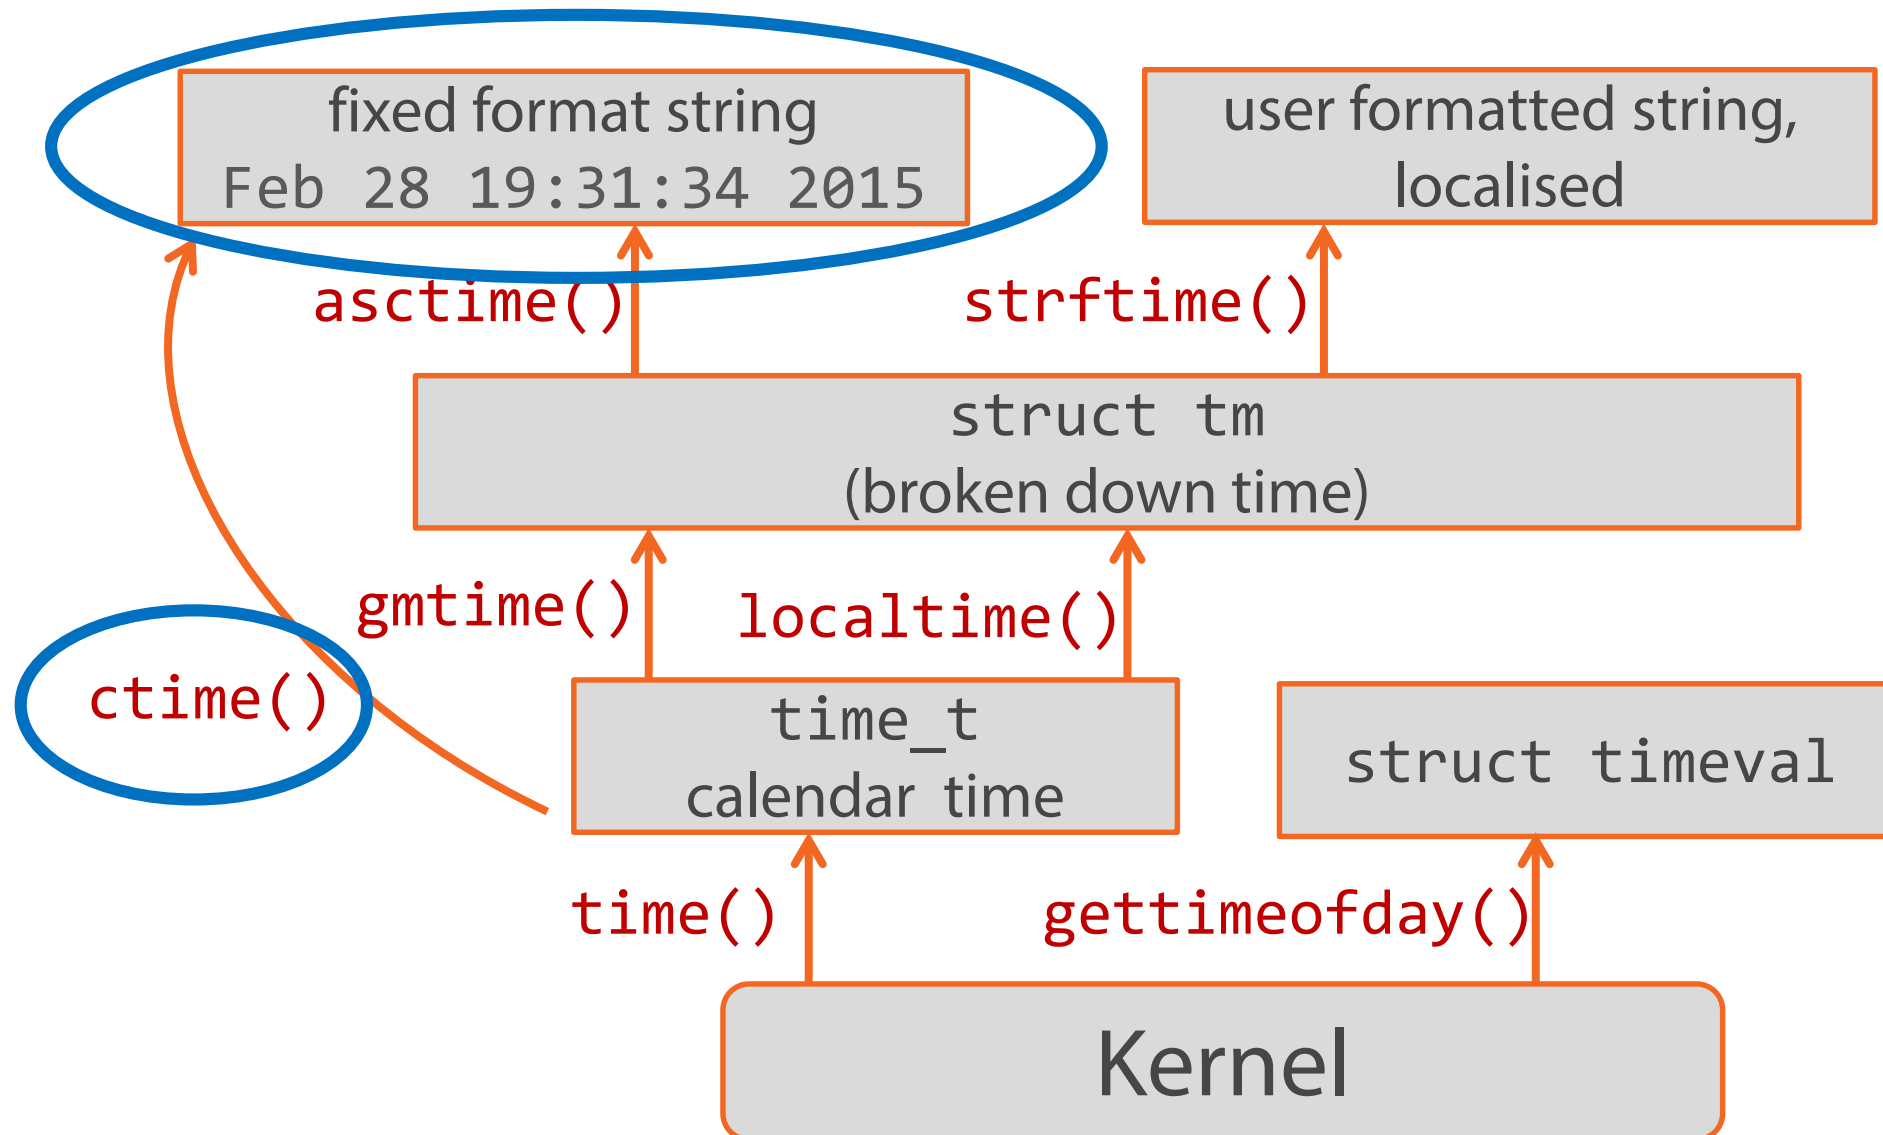 fixed format string
Feb 28 19:31:34 2015
user formatted string,
localised
asctime()
strftime()
struct tm
(broken down time)
gmtime()
localtime()
ctime()
time_t
calendar time
struct timeval
time()
gettimeofday()
Kernel